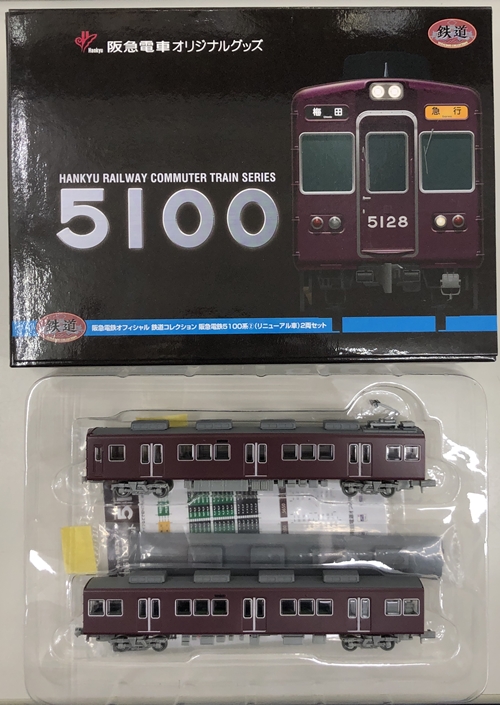 Hankyu 阪急電車オリジナルグッズ
鉄道
梅田
急行
HANKYU RAILWAY COMMUTER TRAIN SERIES
5100
5128
鉄道
阪急電鉄オフィシャル 鉄道コレクション 阪急電鉄5100系I(リニューアル車)2両セット